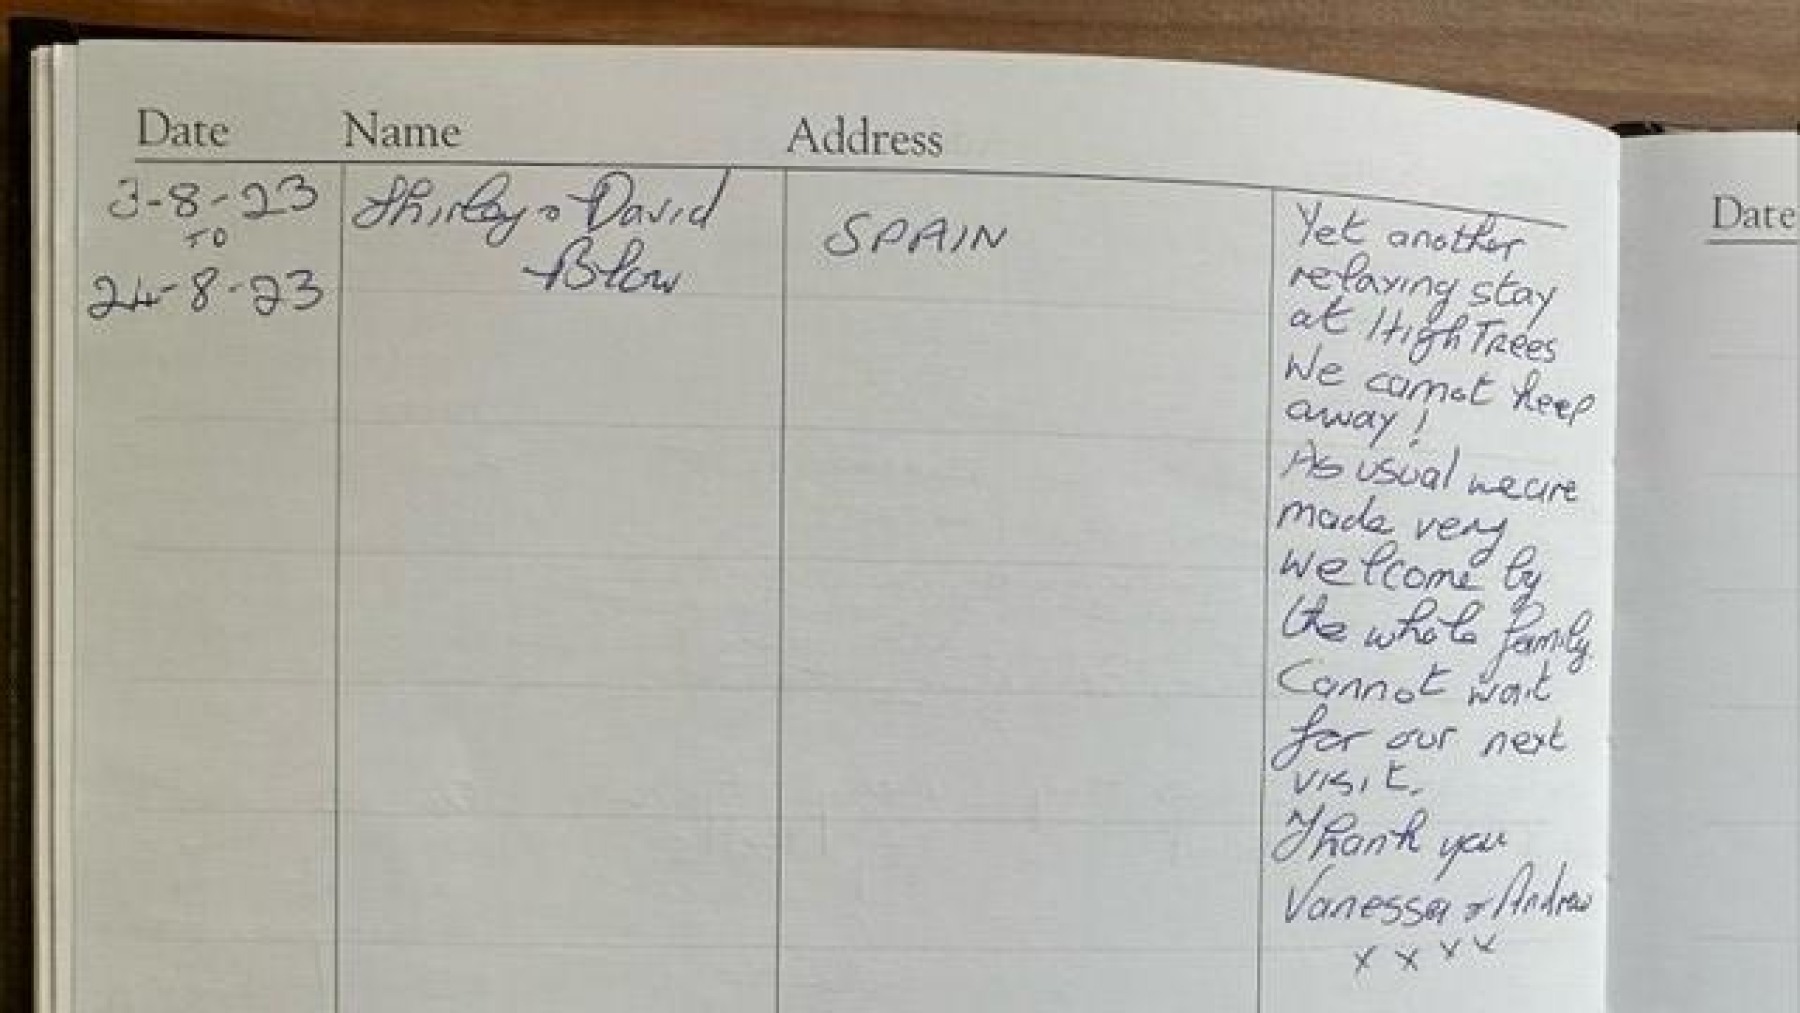 Date Name Address
3-8-23
TO
24-8-23
Shirley & David
Blow
SPAIN
Yet another
relaxing stay
at High Trees
We cannot keep
away!
As usual we are
made very
welcome by
the whole family.
Cannot wait
for our next
visit.
Thank you
Vanessa & Andrew
x x x x
Date